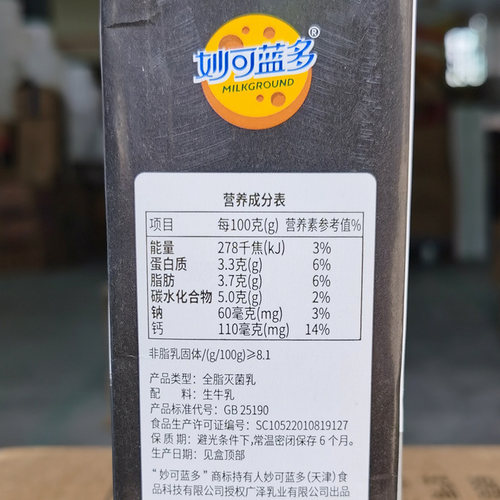 妙可蓝多®
MILKGROUND
营养成分表
项目 每100克(g) 营养素参考值%
能量 278千焦(kJ) 3%
蛋白质 3.3克(g) 6%
脂肪 3.7克(g) 6%
碳水化合物 5.0克(g) 2%
钠 60毫克(mg) 3%
钙 110毫克(mg) 14%
非脂乳固体/(g/100g)≥8.1
产品类型：全脂灭菌乳
配料：生牛乳
产品标准代号：GB 25190
食品生产许可证编号：SC10522010819127
保质期：避光条件下,常温密闭保存 6 个月。
生产日期：见盒顶部
"妙可蓝多"商标持有人妙可蓝多(天津)食
品科技有限公司授权广泽乳业有限公司出品